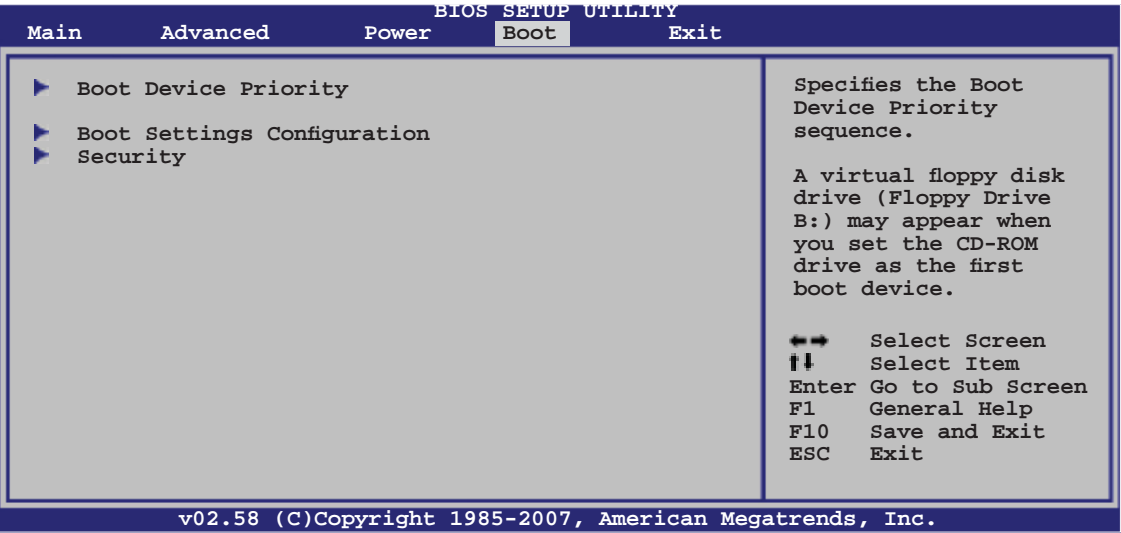 BIOS SETUP UTILITY
Main Advanced Power Boot Exit
Boot Device Priority
Boot Settings Configuration
Security
Specifies the Boot
Device Priority
sequence.
A virtual floppy disk
drive (Floppy Drive
B:) may appear when
you set the CD-ROM
drive as the first
boot device.
←→ Select Screen
↑↓ Select Item
Enter Go to Sub Screen
F1 General Help
F10 Save and Exit
ESC Exit
v02.58 (C)Copyright 1985-2007, American Megatrends, Inc.